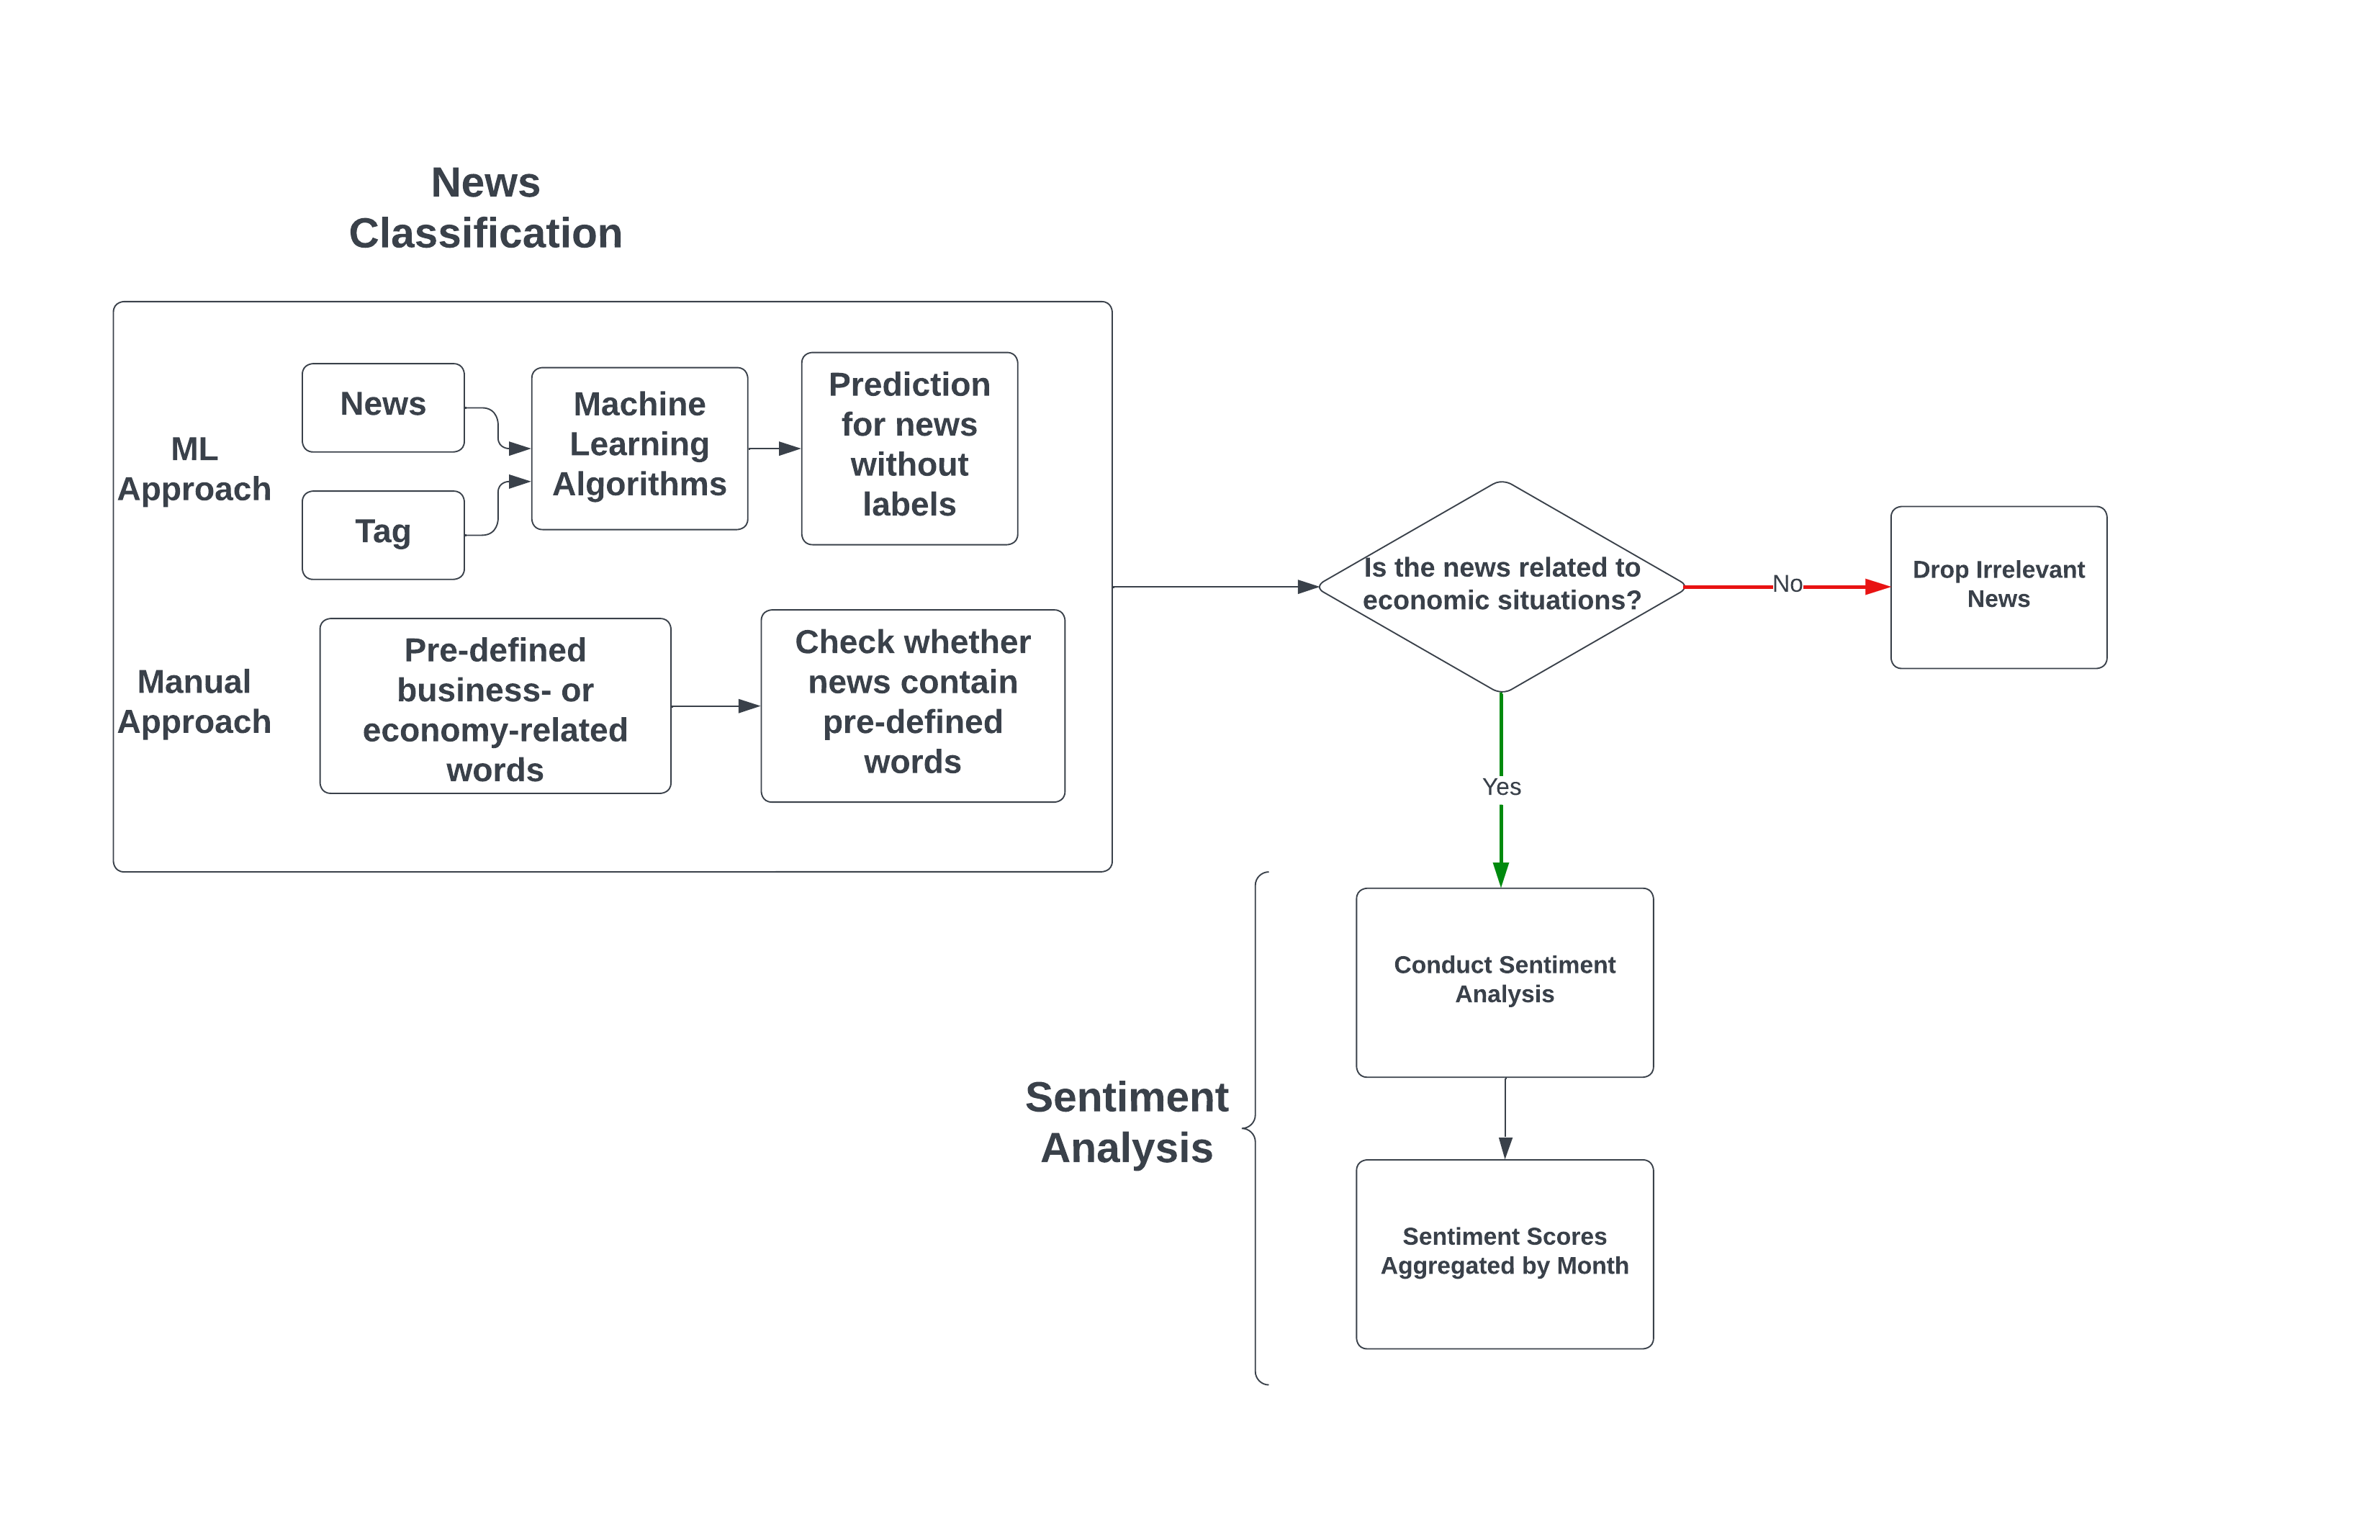 News
Classification
ML
Approach
News
Tag
Machine
Learning
Algorithms
Prediction
for news
without
labels
Manual
Approach
Pre-defined
business- or
economy-related
words
Check whether
news contain
pre-defined
words
Is the news related to
economic situations?
No
Drop Irrelevant
News
Yes
Sentiment
Analysis
Conduct Sentiment
Analysis
Sentiment Scores
Aggregated by Month